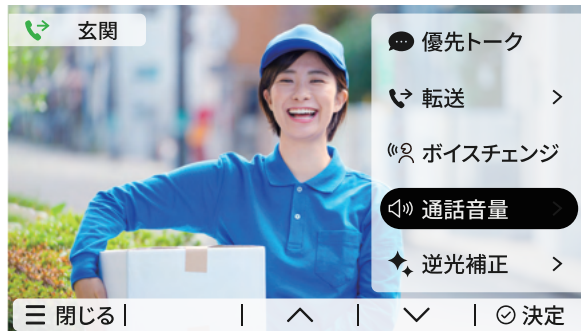 玄関
優先トーク
転送
ボイスチェンジ
通話音量
逆光補正
閉じる
決定